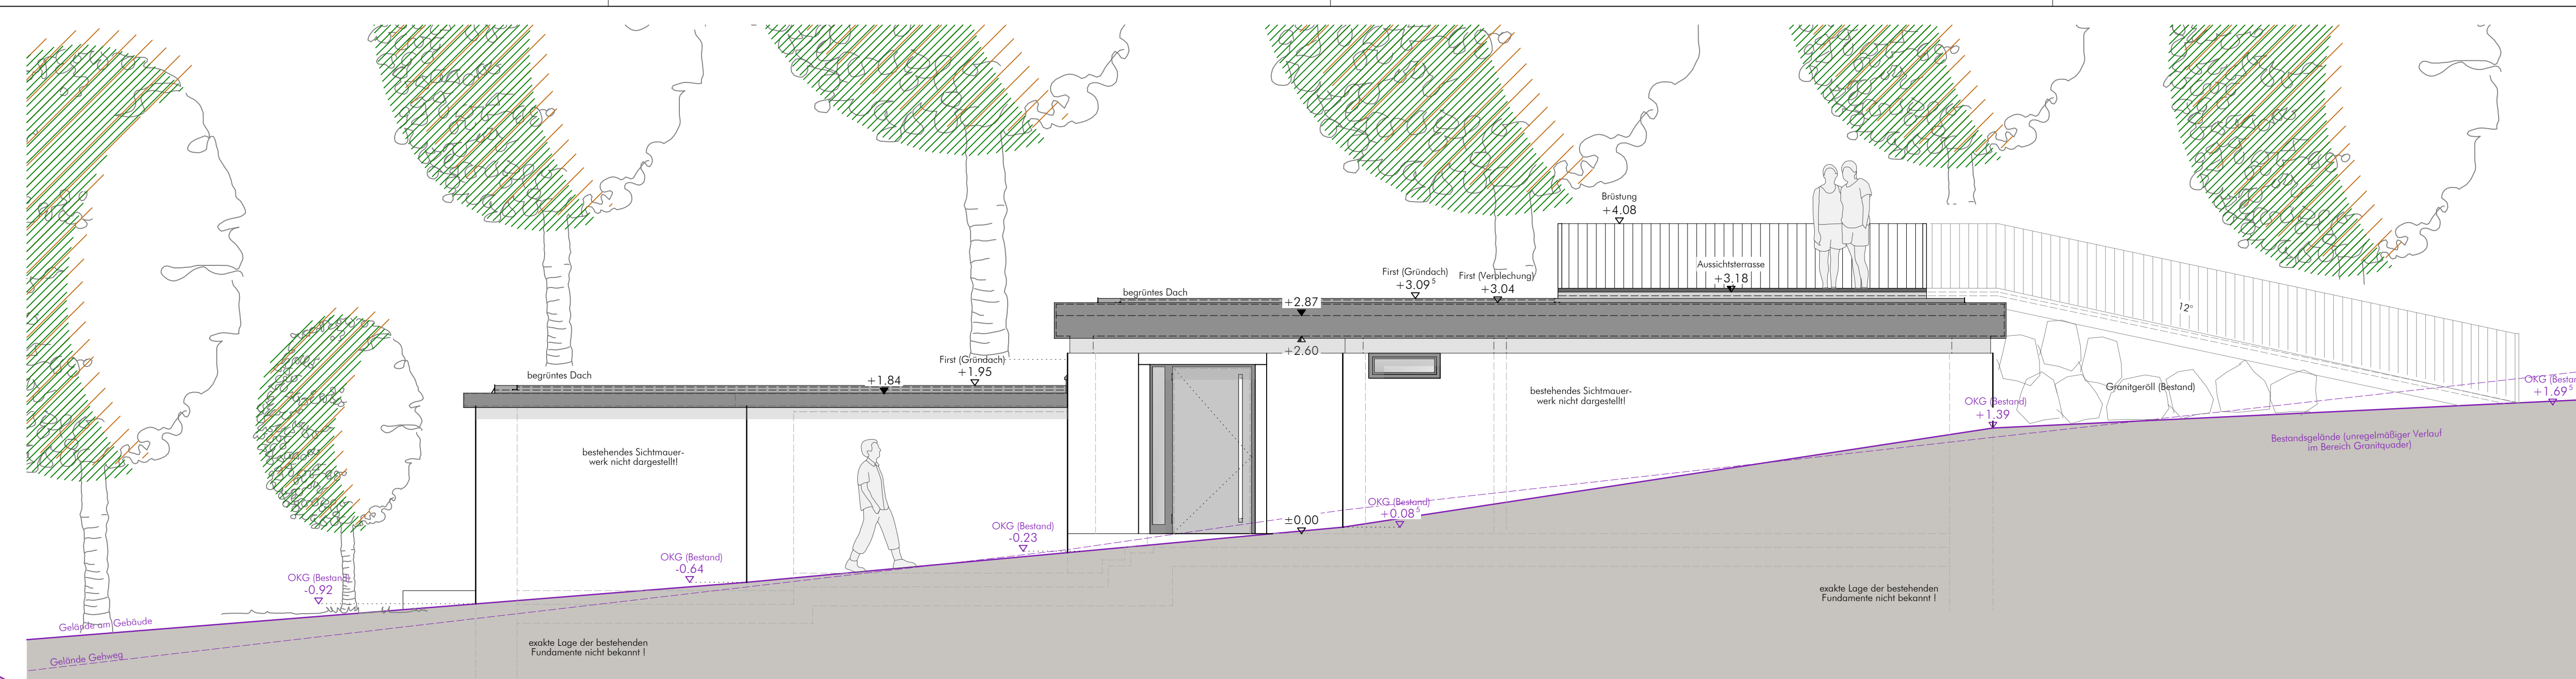 Brüstung
+4.08
Aussichtsterrasse
+3.18
First (Gründach)
+3.09⁵
First (Verblechung)
+3.04
begrüntes Dach
+2.87
+2.60
12°
First (Gründach)
+1.95
+1.84
begrüntes Dach
bestehendes Sichtmauer-
werk nicht dargestellt!
bestehendes Sichtmauer-
werk nicht dargestellt!
Granitgeröll (Bestand)
OKG (Bestan
+1.69⁵
OKG (Bestand)
+1.39
Bestandsgelände (unregelmäßiger Verlauf
im Bereich Granitquader)
OKG (Bestand)
+0.08⁵
±0.00
OKG (Bestand)
-0.23
OKG (Bestand)
-0.64
OKG (Bestand)
-0.92
Gelände am Gebäude
Gelände Gehweg
exakte Lage der bestehenden
Fundamente nicht bekannt !
exakte Lage der bestehenden
Fundamente nicht bekannt !